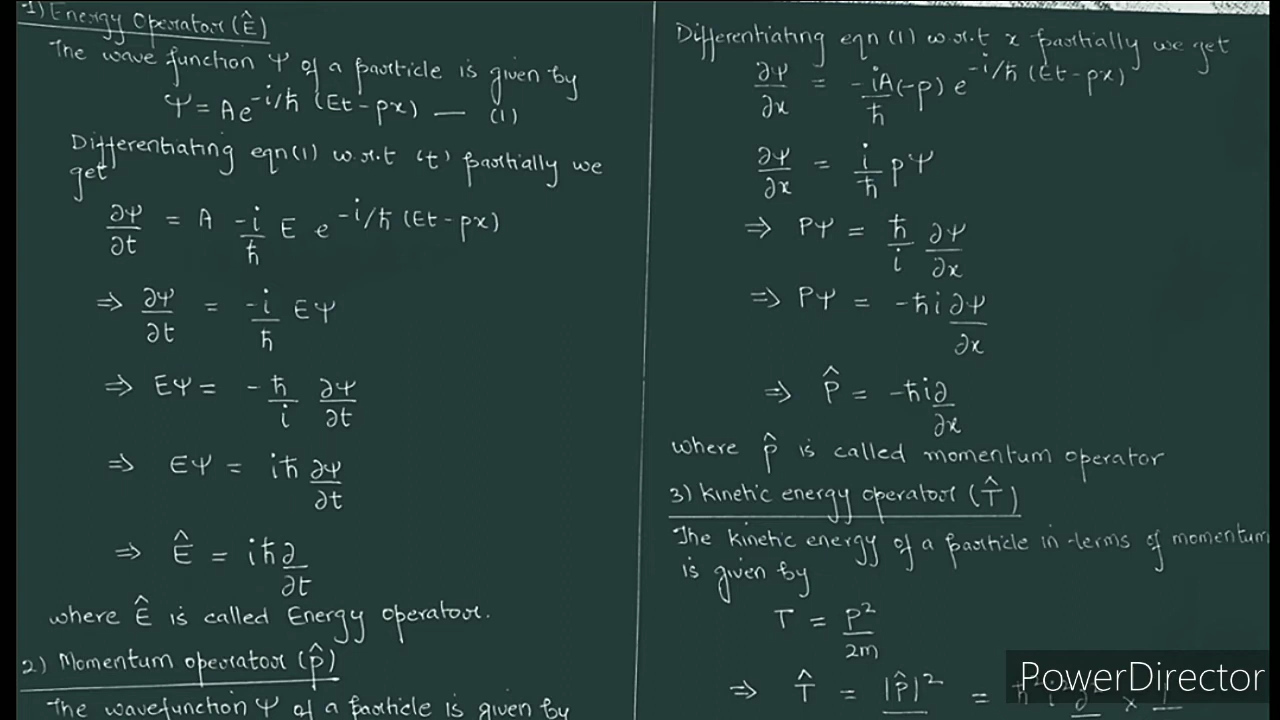 1) Energy Operator (Ê)
The wave function Ψ of a particle is given by
Ψ = Ae^{-i/ħ (Et - px)} — (1)
Differentiating eqn (1) w.r.t (t) partially we
get
∂Ψ/∂t = A -i/ħ E e^{-i/ħ (Et - px)}
⇒ ∂Ψ/∂t = -i/ħ EΨ
⇒ EΨ = -ħ/i ∂Ψ/∂t
⇒ EΨ = iħ ∂Ψ/∂t
⇒ Ê = iħ ∂/∂t
where Ê is called Energy operator.
2) Momentum operator (p̂)
The wavefunction Ψ of a particle is given by
Differentiating eqn (1) w.r.t x partially we get
∂Ψ/∂x = -iA/ħ (-p) e^{-i/ħ (Et - px)}
∂Ψ/∂x = i/ħ pΨ
⇒ PΨ = ħ/i ∂Ψ/∂x
⇒ PΨ = -ħi ∂Ψ/∂x
⇒ P̂ = -ħi ∂/∂x
where p̂ is called momentum operator
3) Kinetic energy operator (T̂)
The kinetic energy of a particle in-terms of momentum
is given by
T = P²/2m
⇒ T̂ = |P̂|² =
PowerDirector